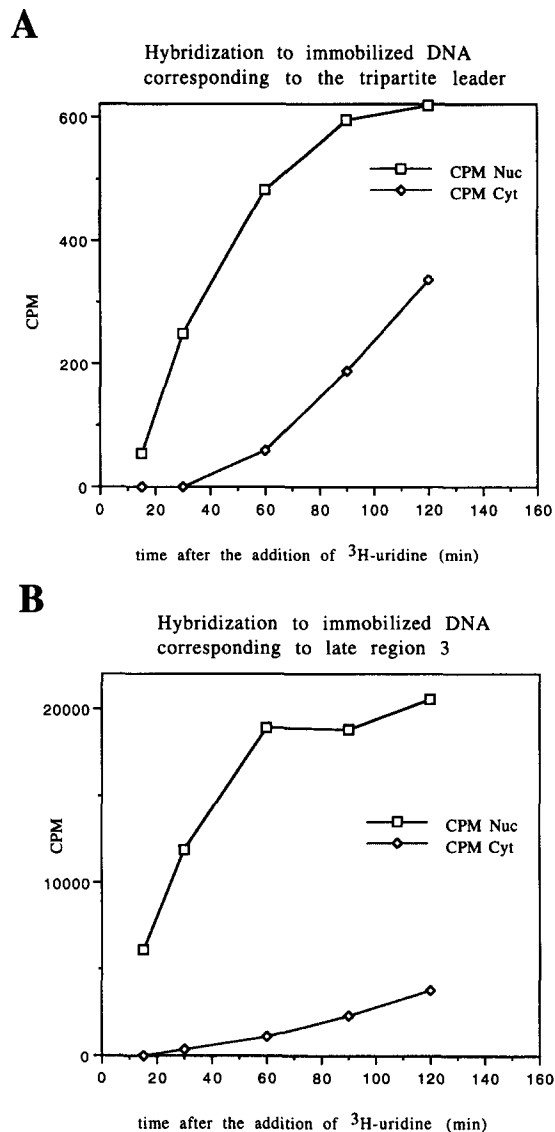 A
Hybridization to immobilized DNA
corresponding to the tripartite leader
600
400
200
0
CPM
CPM Nuc
CPM Cyt
0 20 40 60 80 100 120 140 160
time after the addition of ³H-uridine (min)
B
Hybridization to immobilized DNA
corresponding to late region 3
20000
10000
0
CPM
CPM Nuc
CPM Cyt
0 20 40 60 80 100 120 140 160
time after the addition of ³H-uridine (min)